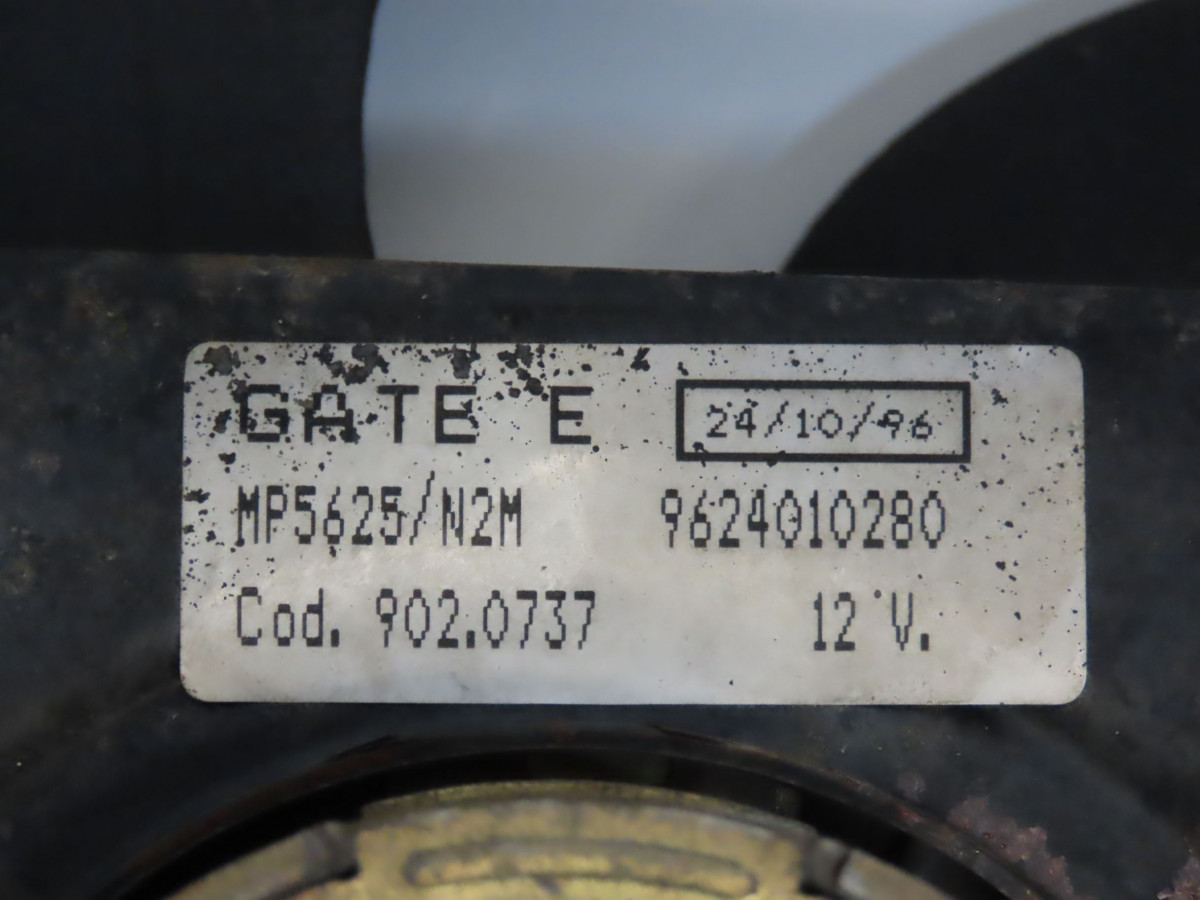 GATE E 24/10/96
MP5625/N2M 9624010280
Cod. 902.0737 12 V.